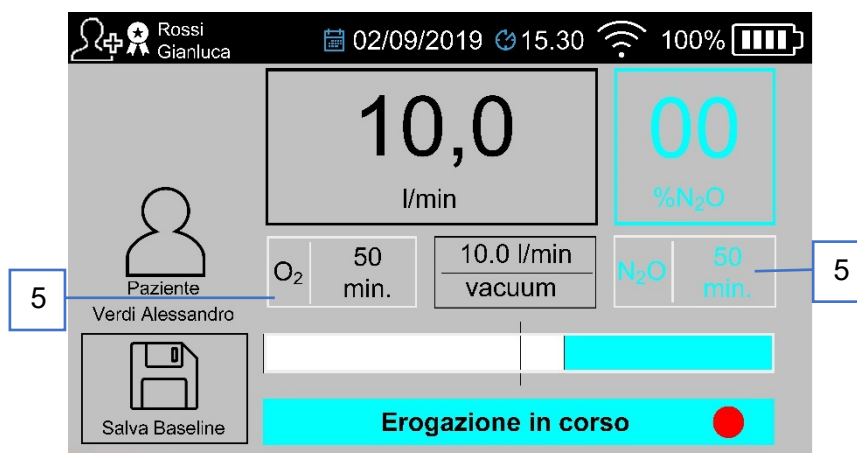 Rossi
Gianluca
02/09/2019 15.30 100%
10,0
l/min
00
%N₂O
O₂ 50
min.
10.0 l/min
vacuum
N₂O 50
min.
5
5
Paziente
Verdi Alessandro
Salva Baseline
Erogazione in corso